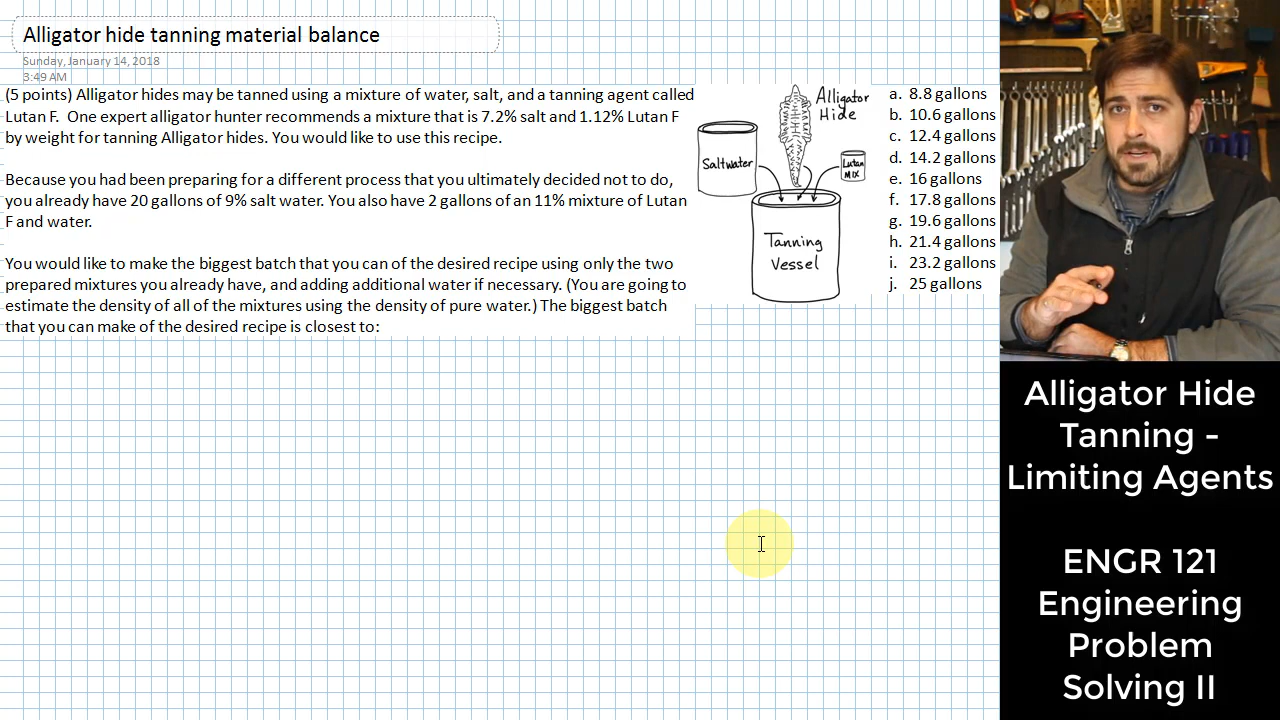 Alligator hide tanning material balance
Sunday, January 14, 2018
3:49 AM
(5 points) Alligator hides may be tanned using a mixture of water, salt, and a tanning agent called
Lutan F. One expert alligator hunter recommends a mixture that is 7.2% salt and 1.12% Lutan F
by weight for tanning Alligator hides. You would like to use this recipe.
Because you had been preparing for a different process that you ultimately decided not to do,
you already have 20 gallons of 9% salt water. You also have 2 gallons of an 11% mixture of Lutan
F and water.
You would like to make the biggest batch that you can of the desired recipe using only the two
prepared mixtures you already have, and adding additional water if necessary. (You are going to
estimate the density of all of the mixtures using the density of pure water.) The biggest batch
that you can make of the desired recipe is closest to:
Alligator
Hide
Saltwater
Lutan
MIX
Tanning
Vessel
a. 8.8 gallons
b. 10.6 gallons
c. 12.4 gallons
d. 14.2 gallons
e. 16 gallons
f. 17.8 gallons
g. 19.6 gallons
h. 21.4 gallons
i. 23.2 gallons
j. 25 gallons
Alligator Hide
Tanning -
Limiting Agents
ENGR 121
Engineering
Problem
Solving II